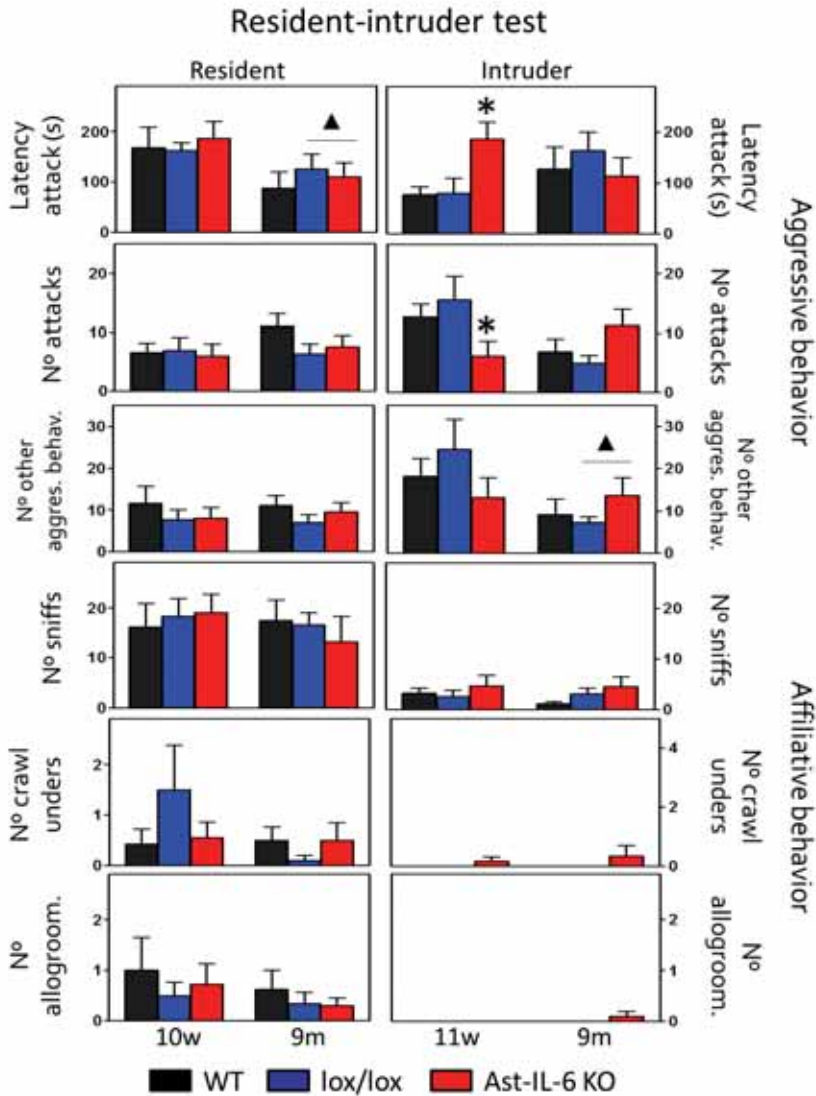 Resident-intruder test
Resident
Intruder
Latency
attack (s)
200
100
0
▲
*
200
100
0
Latency
attack (s)
Nº attacks
20
10
0
*
20
10
0
Nº attacks
Nº other
aggres. behav.
30
20
10
0
▲
30
20
10
0
Nº other
aggres. behav.
Aggressive behavior
Nº sniffs
20
10
0
20
10
0
Nº sniffs
Nº crawl
unders
2
1
0
4
2
0
Nº crawl
unders
Nº
allogroom.
2
1
0
2
1
0
Nº
allogroom.
Affiliative behavior
10w
9m
11w
9m
WT
lox/lox
Ast-IL-6 KO